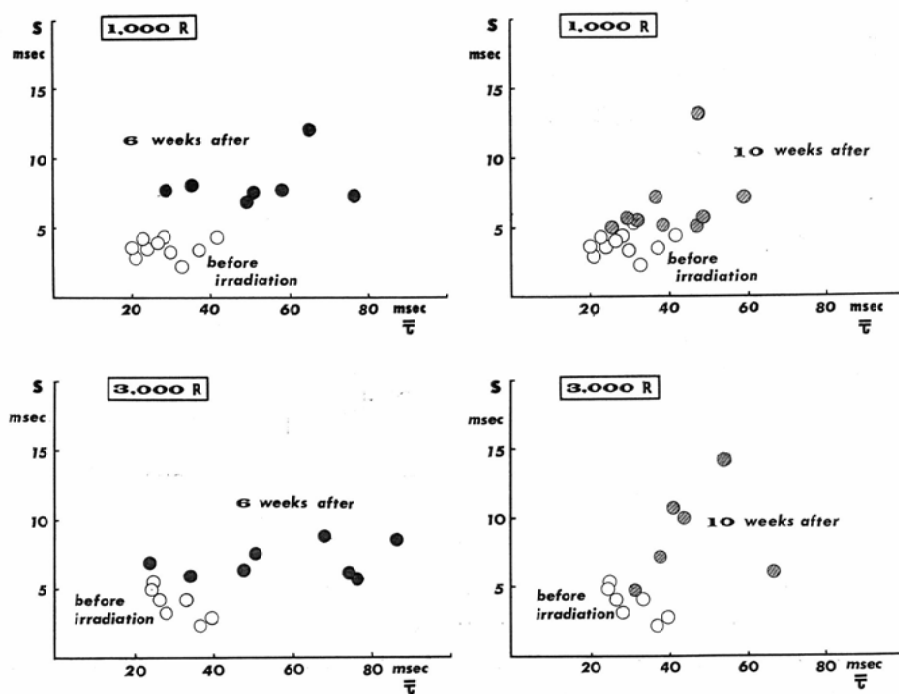 S
1.000 R
msec
15
6 weeks after
10
5
before
irradiation
20 40 60 msec 80
τ̿
S
1.000 R
msec
15
10 weeks after
10
5
before
irradiation
20 40 60 msec 80
τ̿
S
3.000 R
msec
15
6 weeks after
10
5
before
irradiation
20 40 60 80 msec
τ̿
S
3.000 R
msec
15
10 weeks after
10
5
before
irradiation
20 40 60 80 msec
τ̿